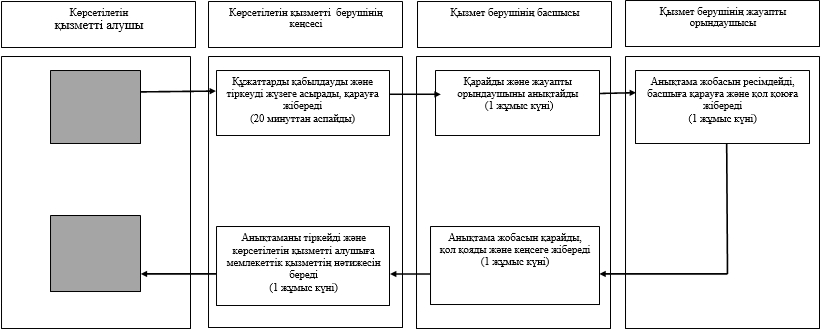 Көрсетілетін
қызметті алушы
Көрсетілетін қызметті берушінің
кеңсесі
Қызмет берушінің басшысы
Қызмет берушінің жауапты
орындаушысы
Құжаттарды қабылдауды және
тіркеуді жүзеге асырады, қарауға
жібереді
(20 минуттан аспайды)
Қарайды және жауапты
орындаушыны анықтайды
(1 жұмыс күні)
Анықтама жобасын ресімдейді,
басшыға қарауға және қол қоюға
жібереді
(1 жұмыс күні)
Анықтаманы тіркейді және
көрсетілетін қызметті алушыға
мемлекеттік қызметтің нәтижесін
береді
(1 жұмыс күні)
Анықтама жобасын қарайды,
қол қояды және кеңсеге жібереді
(1 жұмыс күні)